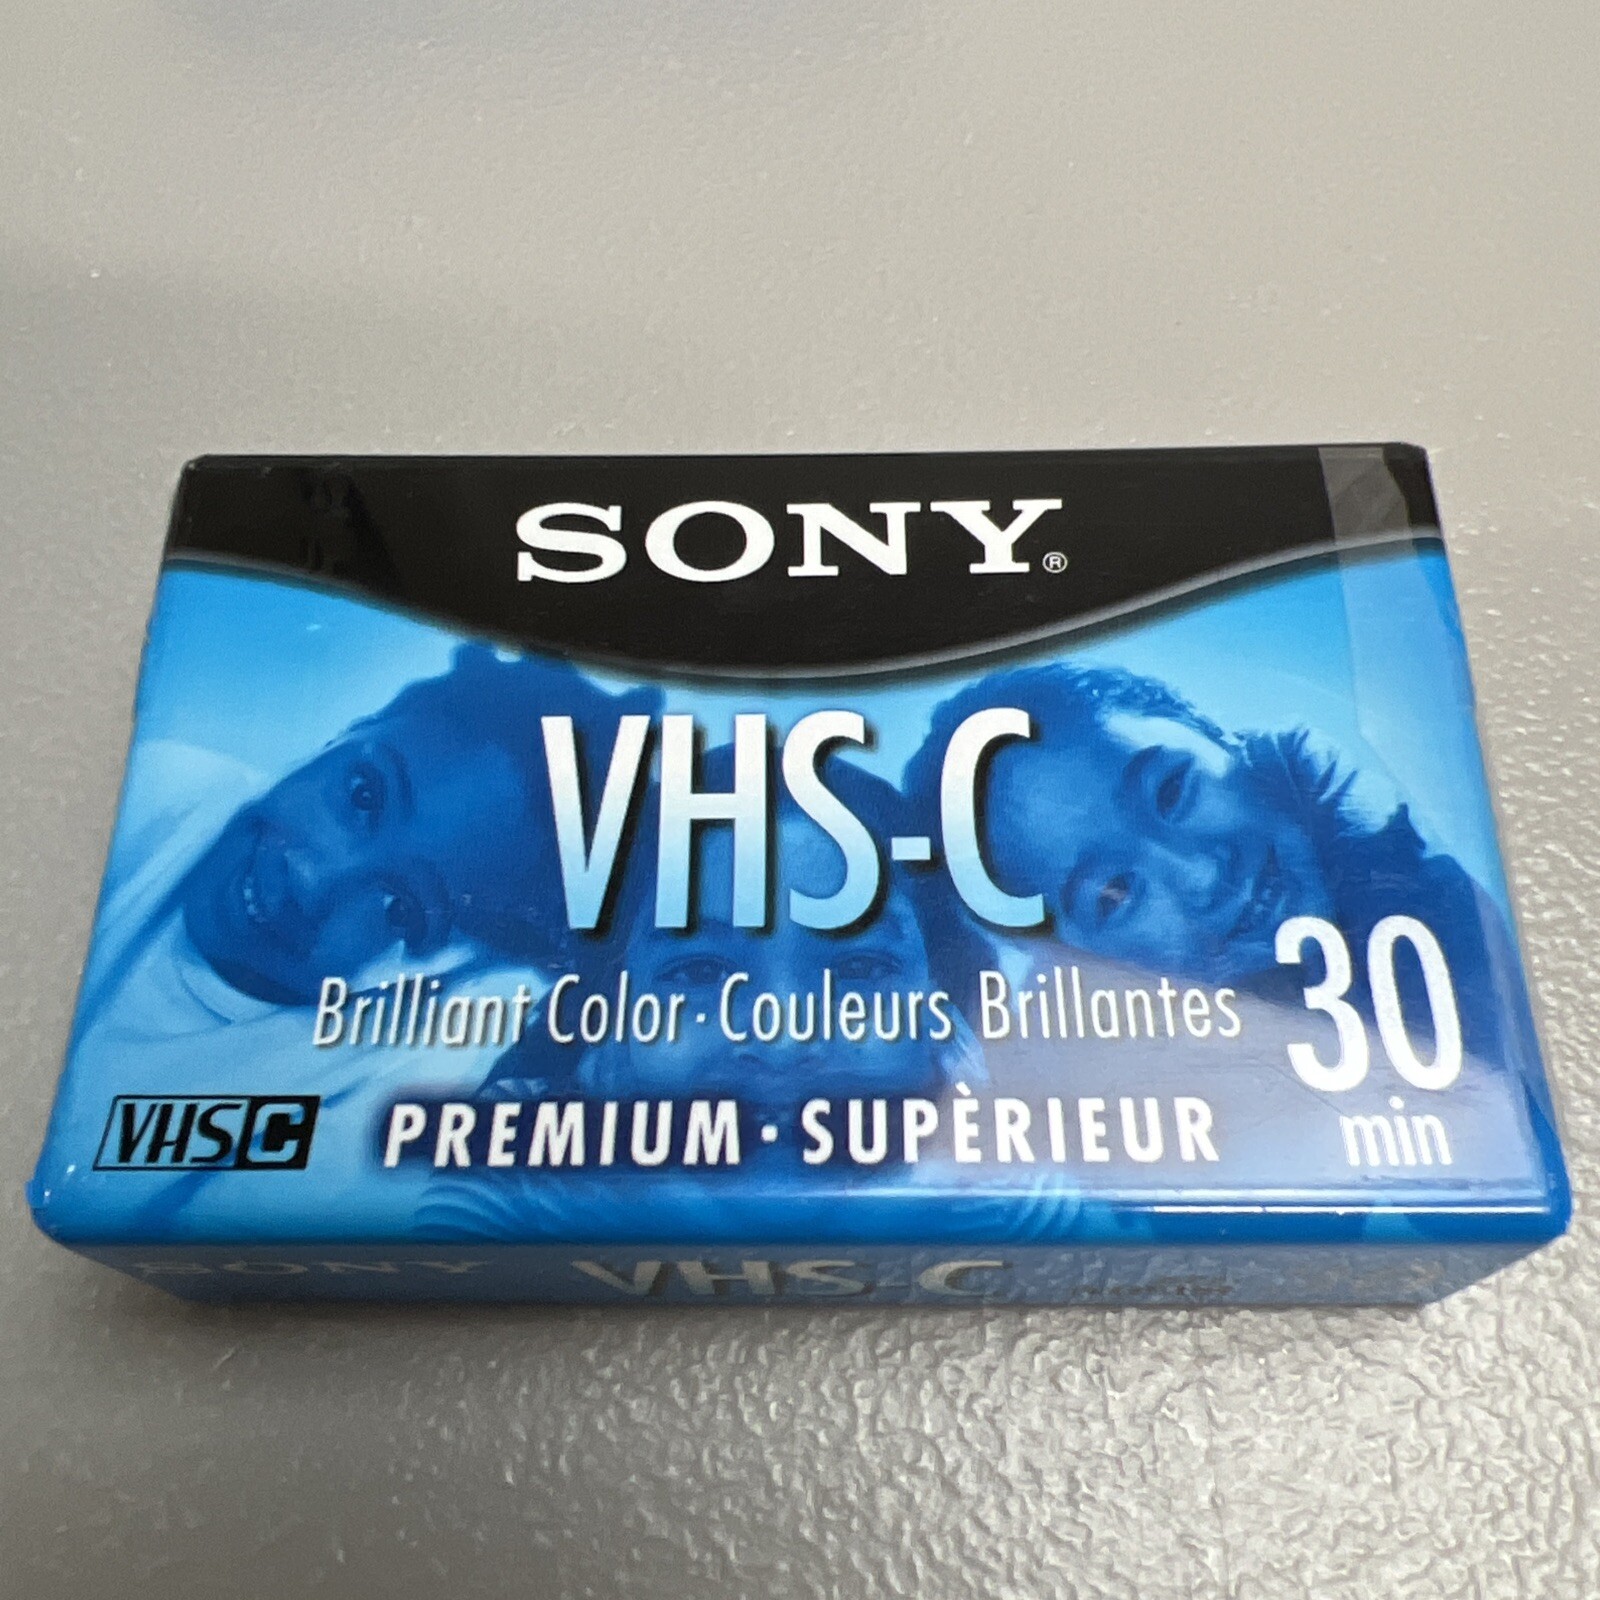 SONY®
VHS-C
Brilliant Color · Couleurs Brillantes
30
min
VHS C
PREMIUM · SUPÈRIEUR
SONY VHS-C